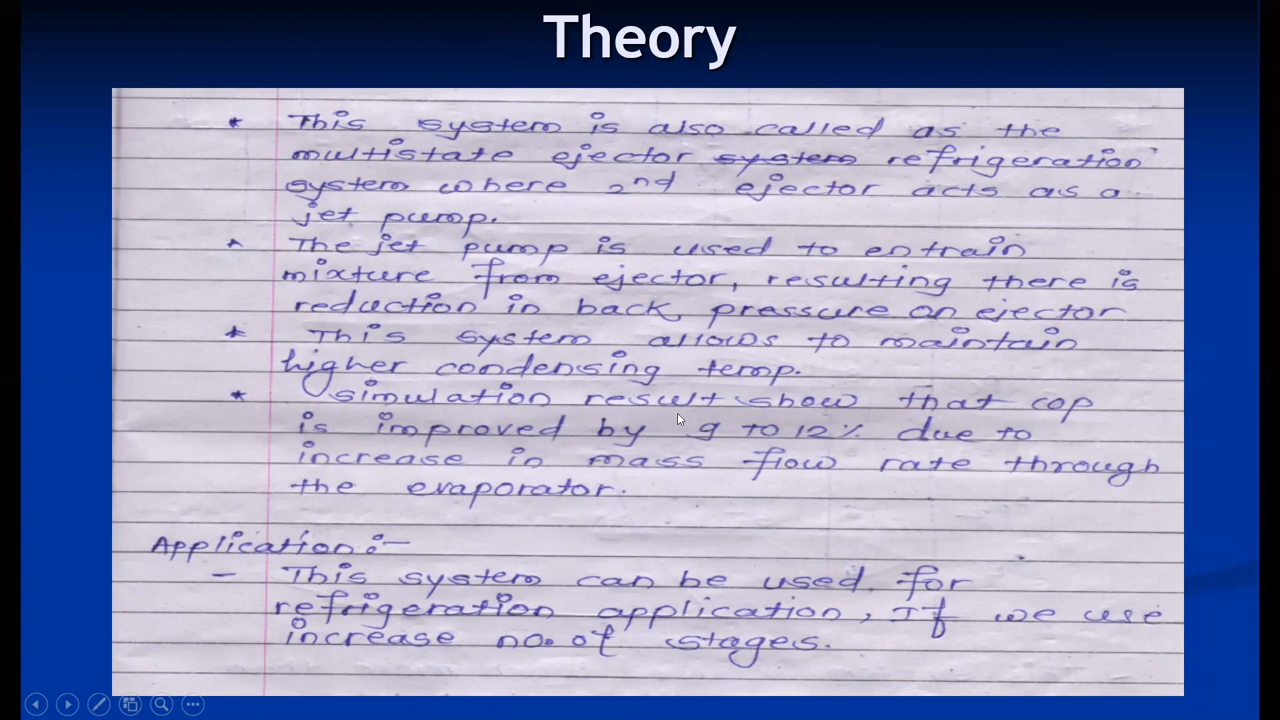 Theory
* This system is also called as the
multistate ejector system refrigeration
system where 2nd ejector acts as a
jet pump.
* The jet pump is used to entrain
mixture from ejector, resulting there is
reduction in back pressure on ejector
* This system allows to maintain
higher condensing temp.
* simulation result show that cop
is improved by 9 TO 12% due to
increase in mass flow rate through
the evaporator.
Application :-
- This system can be used for
refrigeration application, If we use
increase no. of stages.